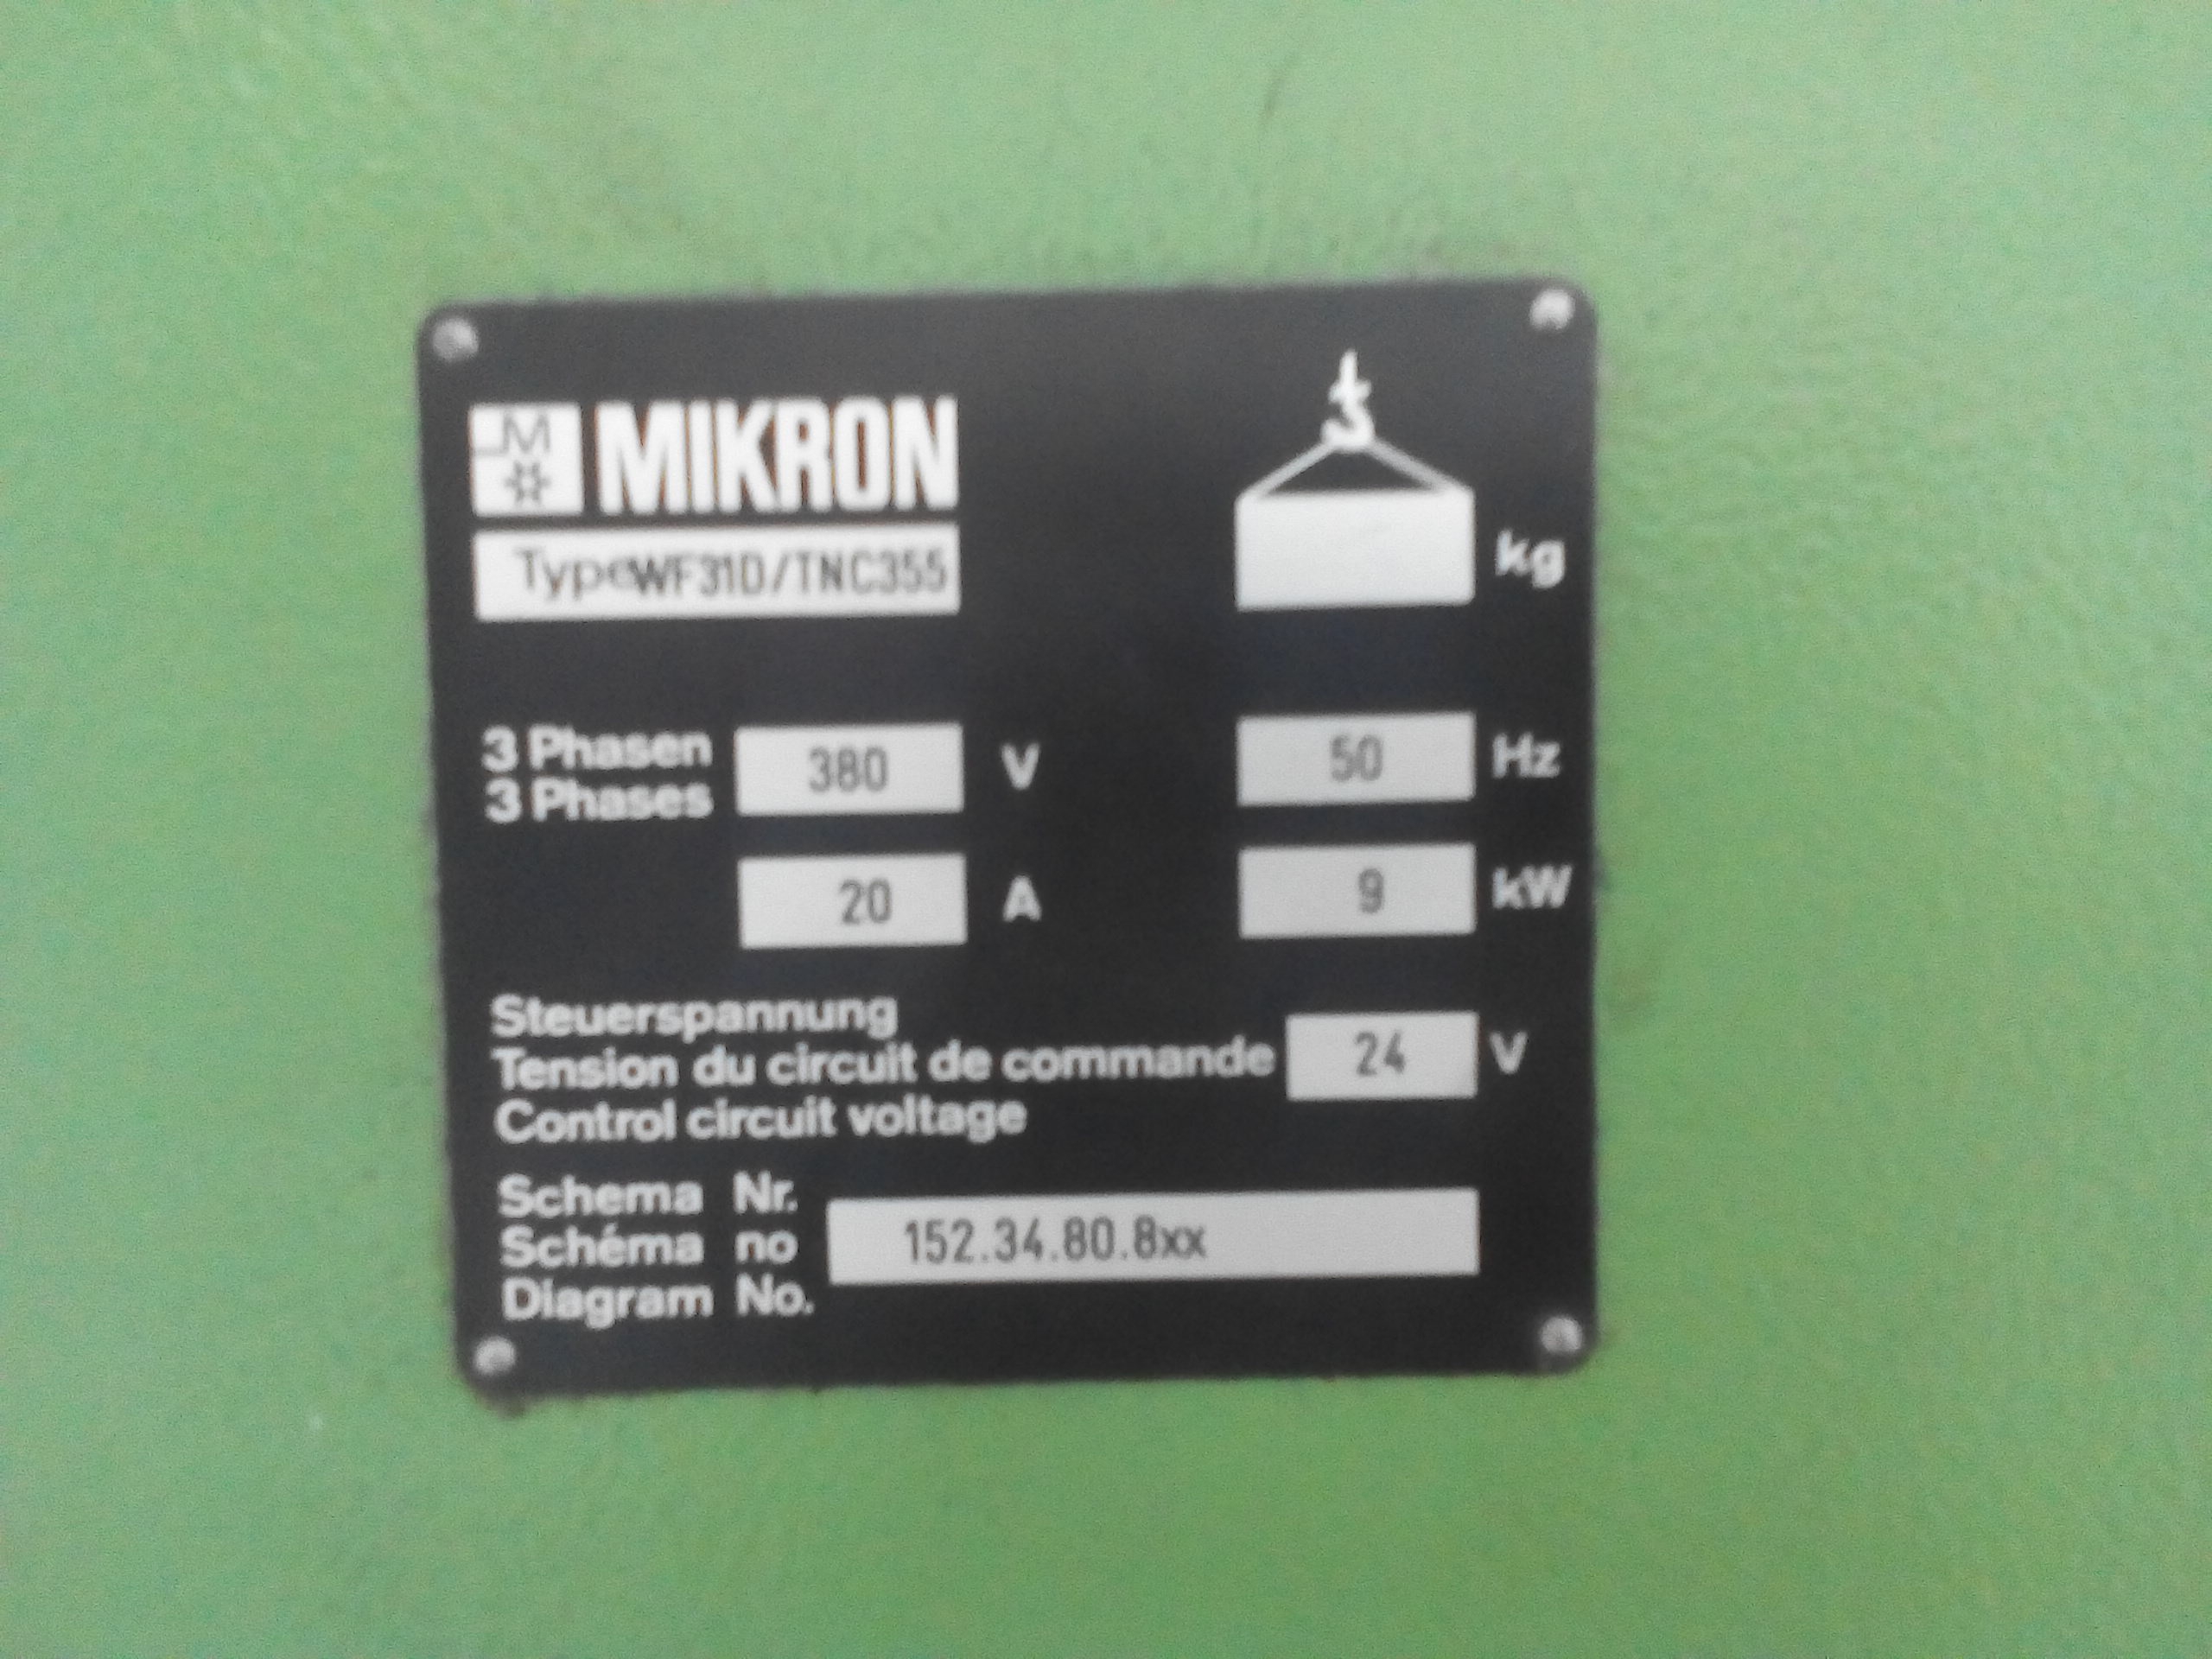 M MIKRON
Type WF31D/TNC355
kg
3 Phasen
3 Phases
380 V
50 Hz
20 A
9 kW
Steuerspannung
Tension du circuit de commande 24 V
Control circuit voltage
Schema Nr.
Schéma no 152.34.80.8xx
Diagram No.